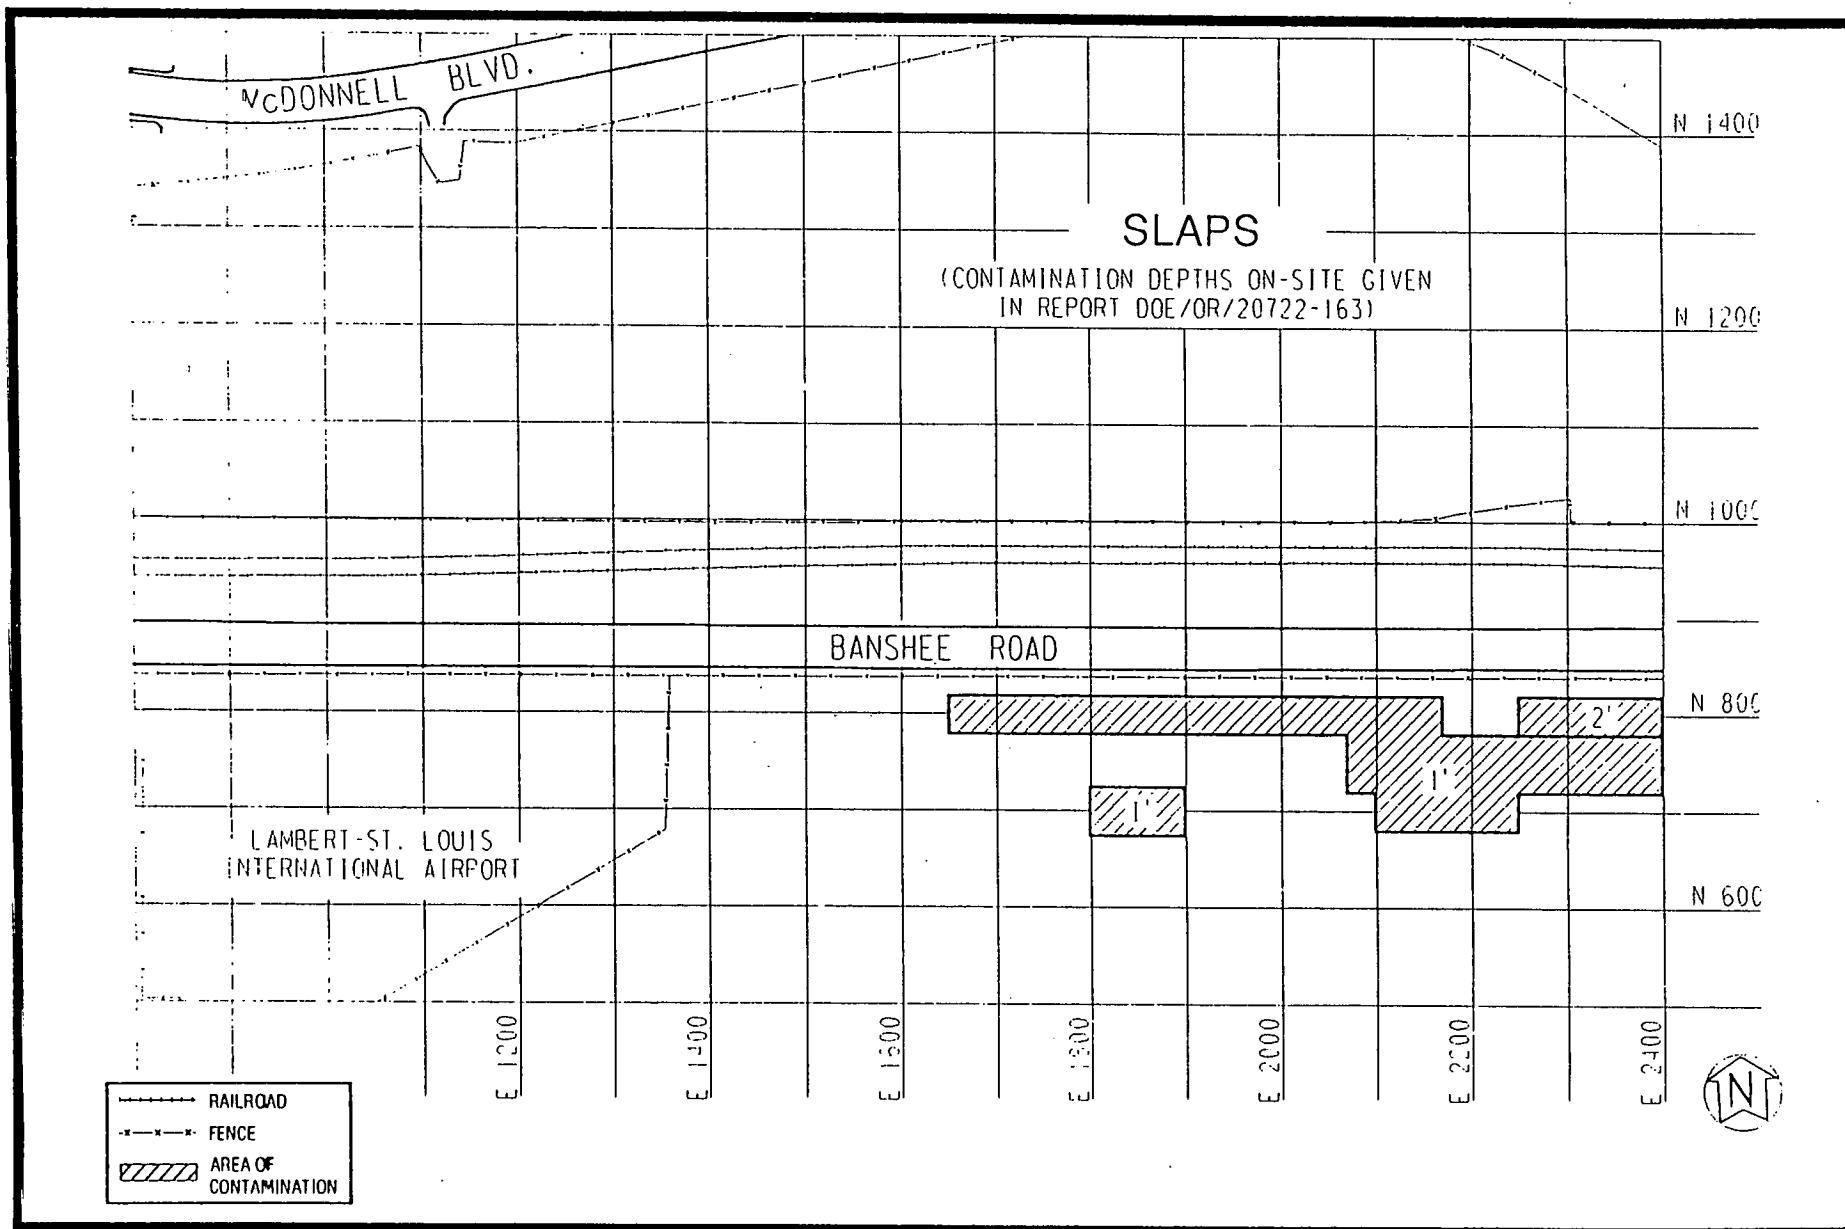 McDONNELL BLVD.
N 1400
SLAPS
(CONTAMINATION DEPTHS ON-SITE GIVEN
IN REPORT DOE/OR/20722-163)
N 1200
N 1000
BANSHEE ROAD
N 800
2'
1'
1'
LAMBERT-ST. LOUIS
INTERNATIONAL AIRPORT
N 600
E 1200
E 1400
E 1600
E 1800
E 2000
E 2200
E 2400
N
RAILROAD
FENCE
AREA OF
CONTAMINATION